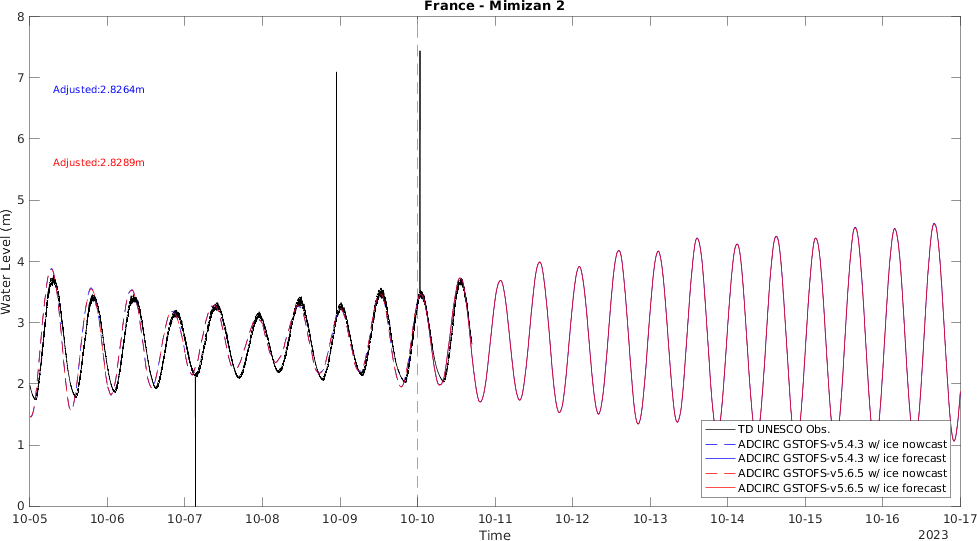 France - Mimizan 2
8
7
6
5
4
3
2
1
0
Water Level (m)
Adjusted:2.8264m
Adjusted:2.8289m
TD UNESCO Obs.
ADCIRC GSTOFS-v5.4.3 w/ ice nowcast
ADCIRC GSTOFS-v5.4.3 w/ ice forecast
ADCIRC GSTOFS-v5.6.5 w/ ice nowcast
ADCIRC GSTOFS-v5.6.5 w/ ice forecast
10-05 10-06 10-07 10-08 10-09 10-10 10-11 10-12 10-13 10-14 10-15 10-16 10-17
Time
2023